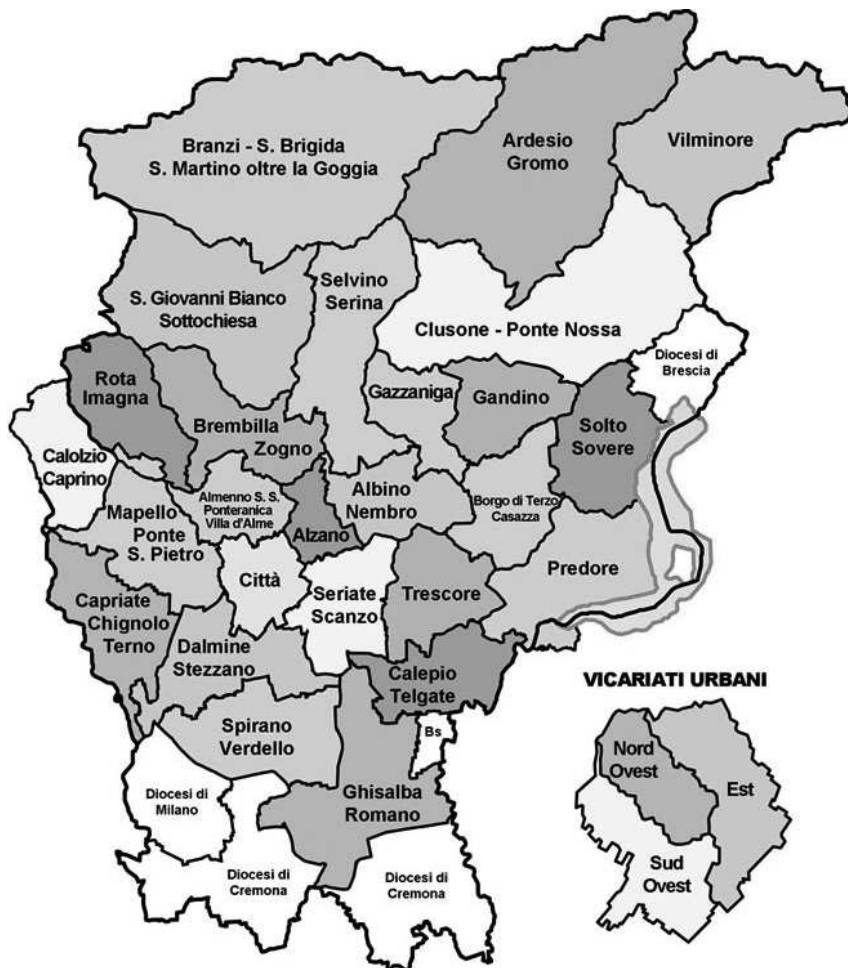 Branzi - S. Brigida
S. Martino oltre la Goggia
Ardesio
Gromo
Vilminore
S. Giovanni Bianco
Sottochiesa
Selvino
Serina
Clusone - Ponte Nossa
Diocesi di
Brescia
Rota
Imagna
Brembilla
Zogno
Gazzaniga
Gandino
Solto
Sovere
Calolzio
Caprino
Mapello
Ponte
S. Pietro
Almenno S. S.
Ponteranica
Villa d'Alme
Alzano
Albino
Nembro
Borgo di Terzo
Casazza
Città
Seriate
Scanzo
Trescore
Predore
Capriate
Chignolo
Terno
Dalmine
Stezzano
Calepio
Telgate
Spirano
Verdello
Bs
Ghisalba
Romano
Diocesi di
Milano
Diocesi di
Cremona
Diocesi di
Cremona
VICARIATI URBANI
Nord
Ovest
Est
Sud
Ovest